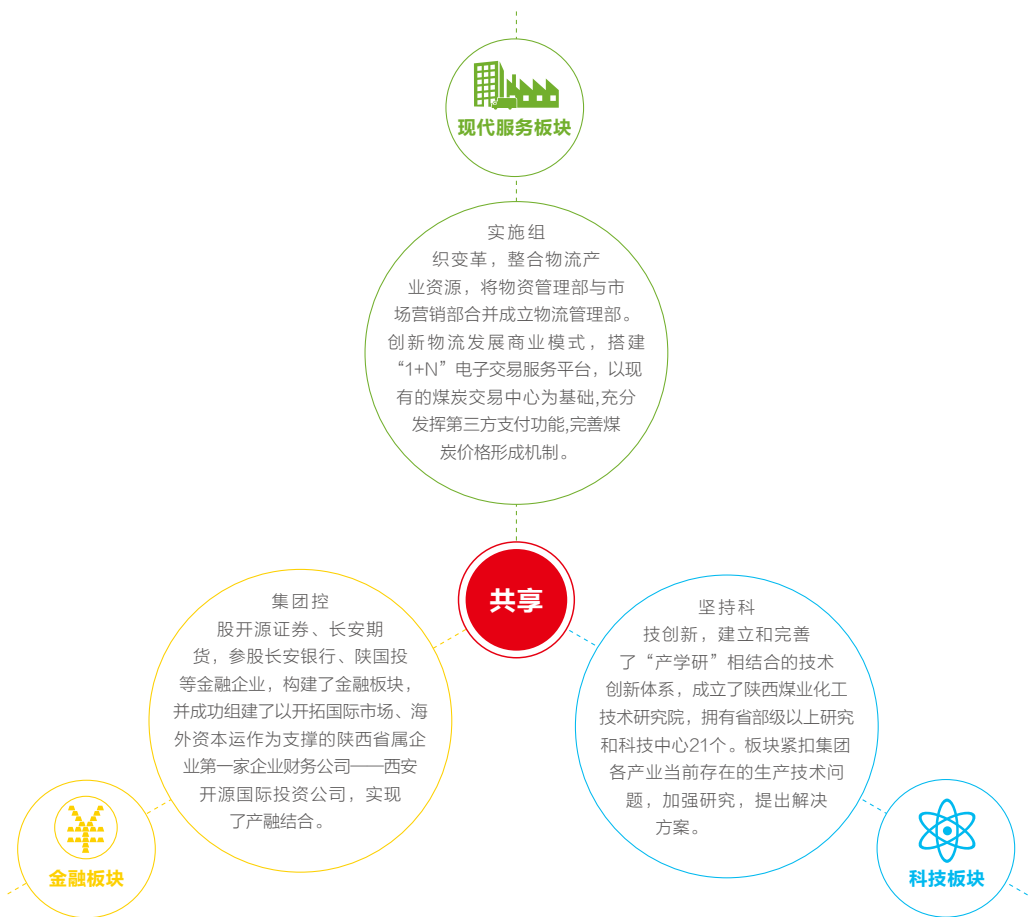 现代服务板块
实施组
织变革，整合物流产
业资源，将物资管理部与市
场营销部合并成立物流管理部。
创新物流发展商业模式，搭建
“1+N”电子交易服务平台，以现
有的煤炭交易中心为基础,充分
发挥第三方支付功能,完善煤
炭价格形成机制。
共享
集团控
股开源证券、长安期
货，参股长安银行、陕国投
等金融企业，构建了金融板块，
并成功组建了以开拓国际市场、海
外资本运作为支撑的陕西省属企
业第一家企业财务公司——西安
开源国际投资公司，实现
了产融结合。
金融板块
坚持科
技创新，建立和完善
了“产学研”相结合的技术
创新体系，成立了陕西煤业化工
技术研究院，拥有省部级以上研究
和科技中心21个。板块紧扣集团
各产业当前存在的生产技术问
题，加强研究，提出解决
方案。
科技板块